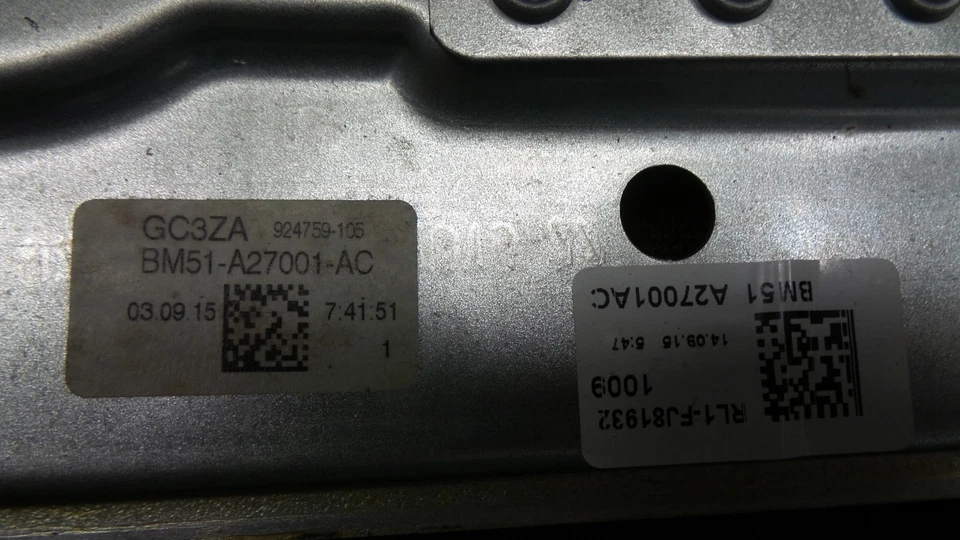 GC3ZA 924759-105
BM51-A27001-AC
03.09.15 7:41:51
1
BM51 A27001AC
14.09.15 5:47
1009
RL1-FJ81932